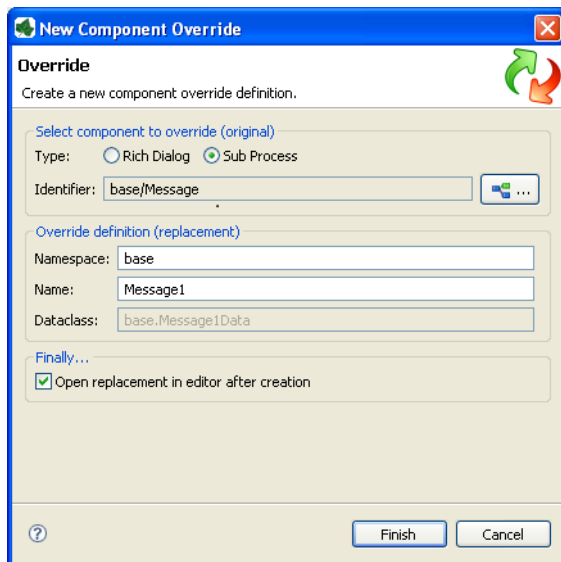 New Component Override
Override
Create a new component override definition.
Select component to override (original)
Type: Rich Dialog Sub Process
Identifier: base/Message ...
Override definition (replacement)
Namespace: base
Name: Message1
Dataclass: base.Message1Data
Finally...
Open replacement in editor after creation
? Finish Cancel